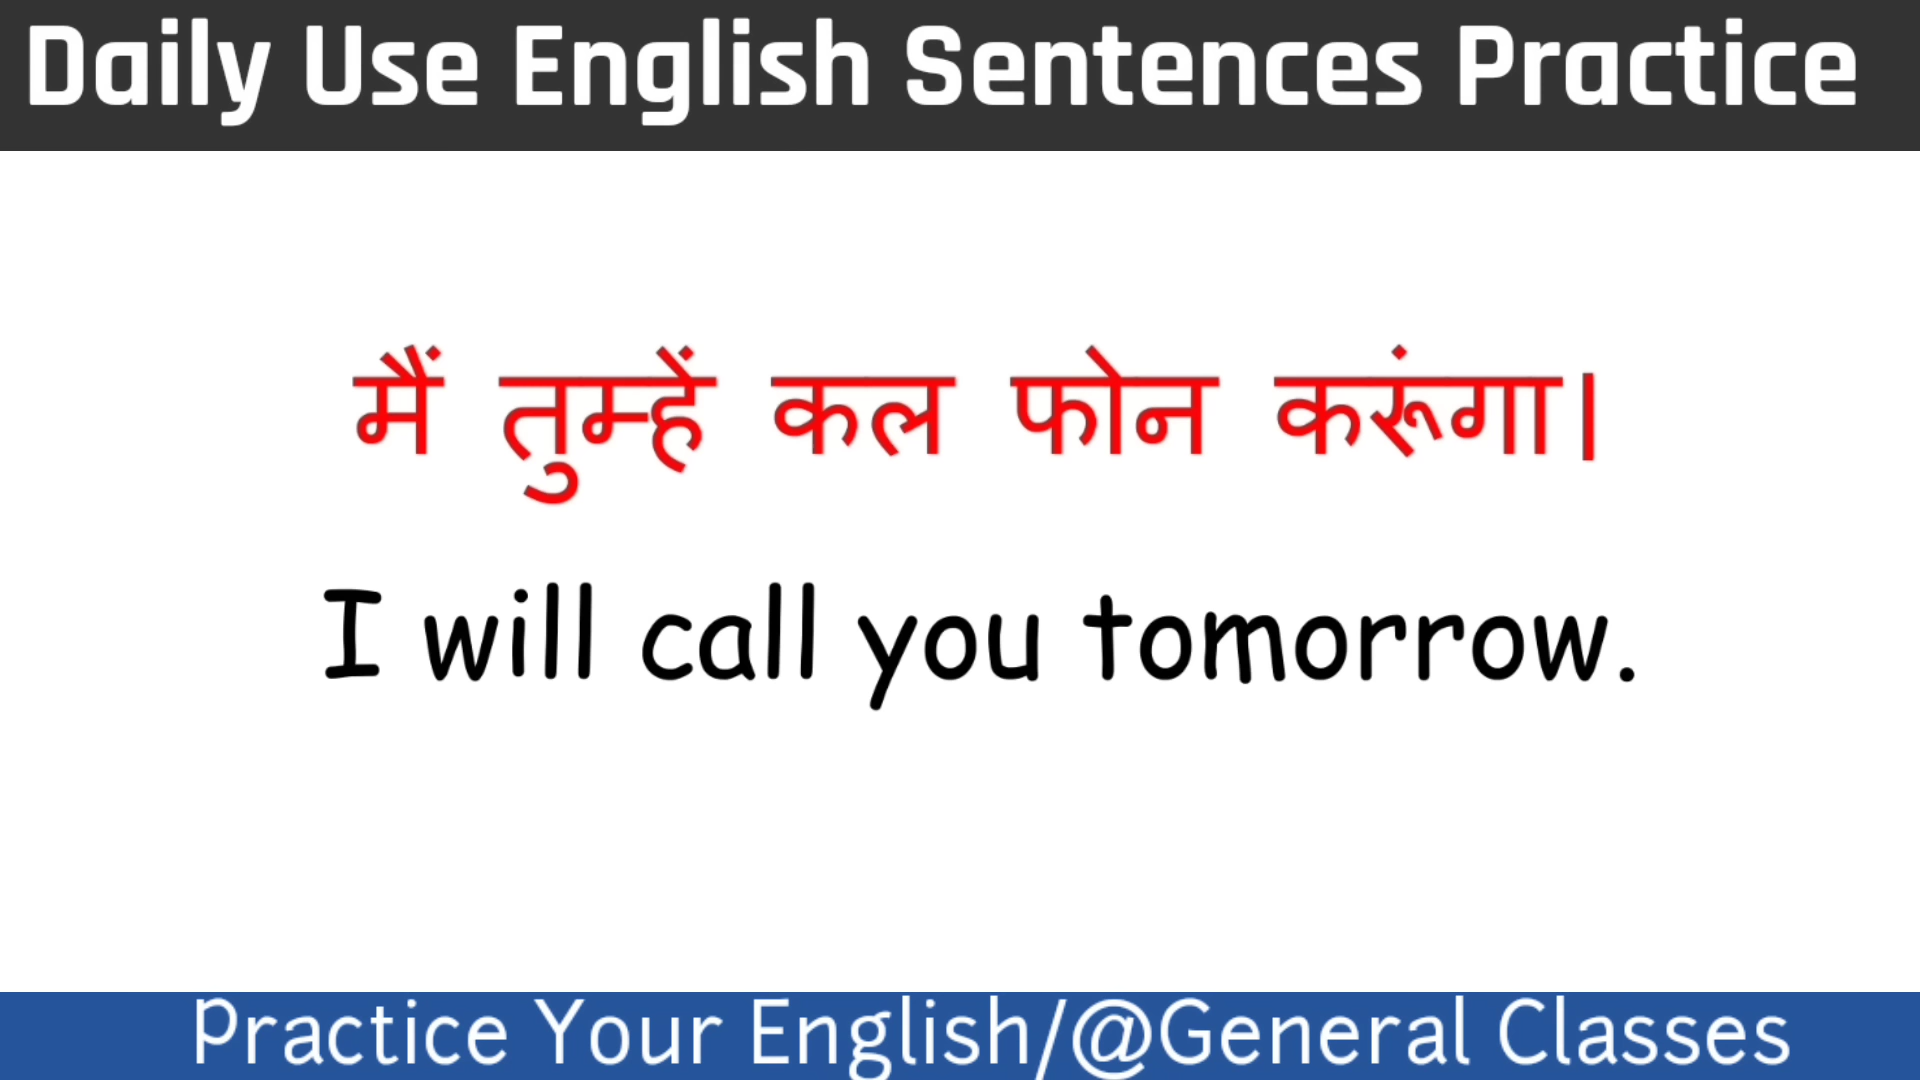 Daily Use English Sentences Practice
मैं तुम्हें कल फोन करूंगा।
I will call you tomorrow.
Practice Your English/@General Classes